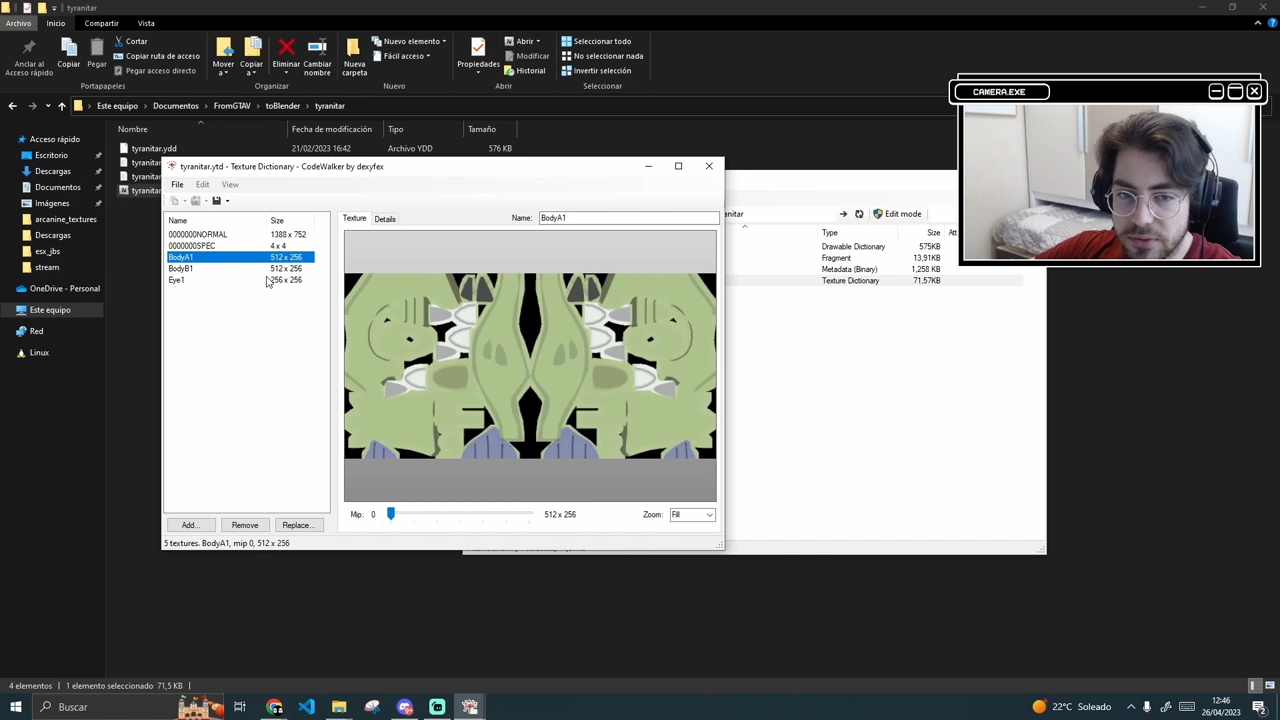 tyranitar
Archivo Inicio Compartir Vista
Anclar al
Acceso rápido
Copiar
Pegar
Cortar
Copiar ruta de acceso
Pegar acceso directo
Portapapeles
Mover
a
Copiar
a
Eliminar
Cambiar
nombre
Organizar
Nueva
carpeta
Nuevo elemento
Fácil acceso
Nuevo
Propiedades
Abrir
Modificar
Historial
Abrir
Seleccionar todo
No seleccionar nada
Invertir selección
Seleccionar
CAMERA.EXE
Este equipo > Documentos > FromGTAV > toBlender > tyranitar
Nombre Fecha de modificación Tipo Tamaño
tyranitar.ydd 21/02/2023 16:42 Archivo YDD 576 KB
Acceso rápido
Escritorio
Descargas
Documentos
Imágenes
arcanine_textures
Descargas
esx_jbs
stream
OneDrive - Personal
Este equipo
Red
Linux
tyranitar.ytd - Texture Dictionary - CodeWalker by dexyfex
File Edit View
Name Size
0000000NORMAL 1388 x 752
0000000SPEC 4 x 4
BodyA1 512 x 256
BodyB1 512 x 256
Eye1 256 x 256
Texture Details Name: BodyA1
Mip: 0 512 x 256 Zoom: Fill
Add... Remove Replace...
5 textures. BodyA1, mip 0, 512 x 256
Edit mode
Type Size Att
Drawable Dictionary 575KB
Fragment 13,91KB
Metadata (Binary) 1,258 KB
Texture Dictionary 71,57KB
4 elementos 1 elemento seleccionado 71,5 KB
Buscar
22°C Soleado
12:46
26/04/2023
2